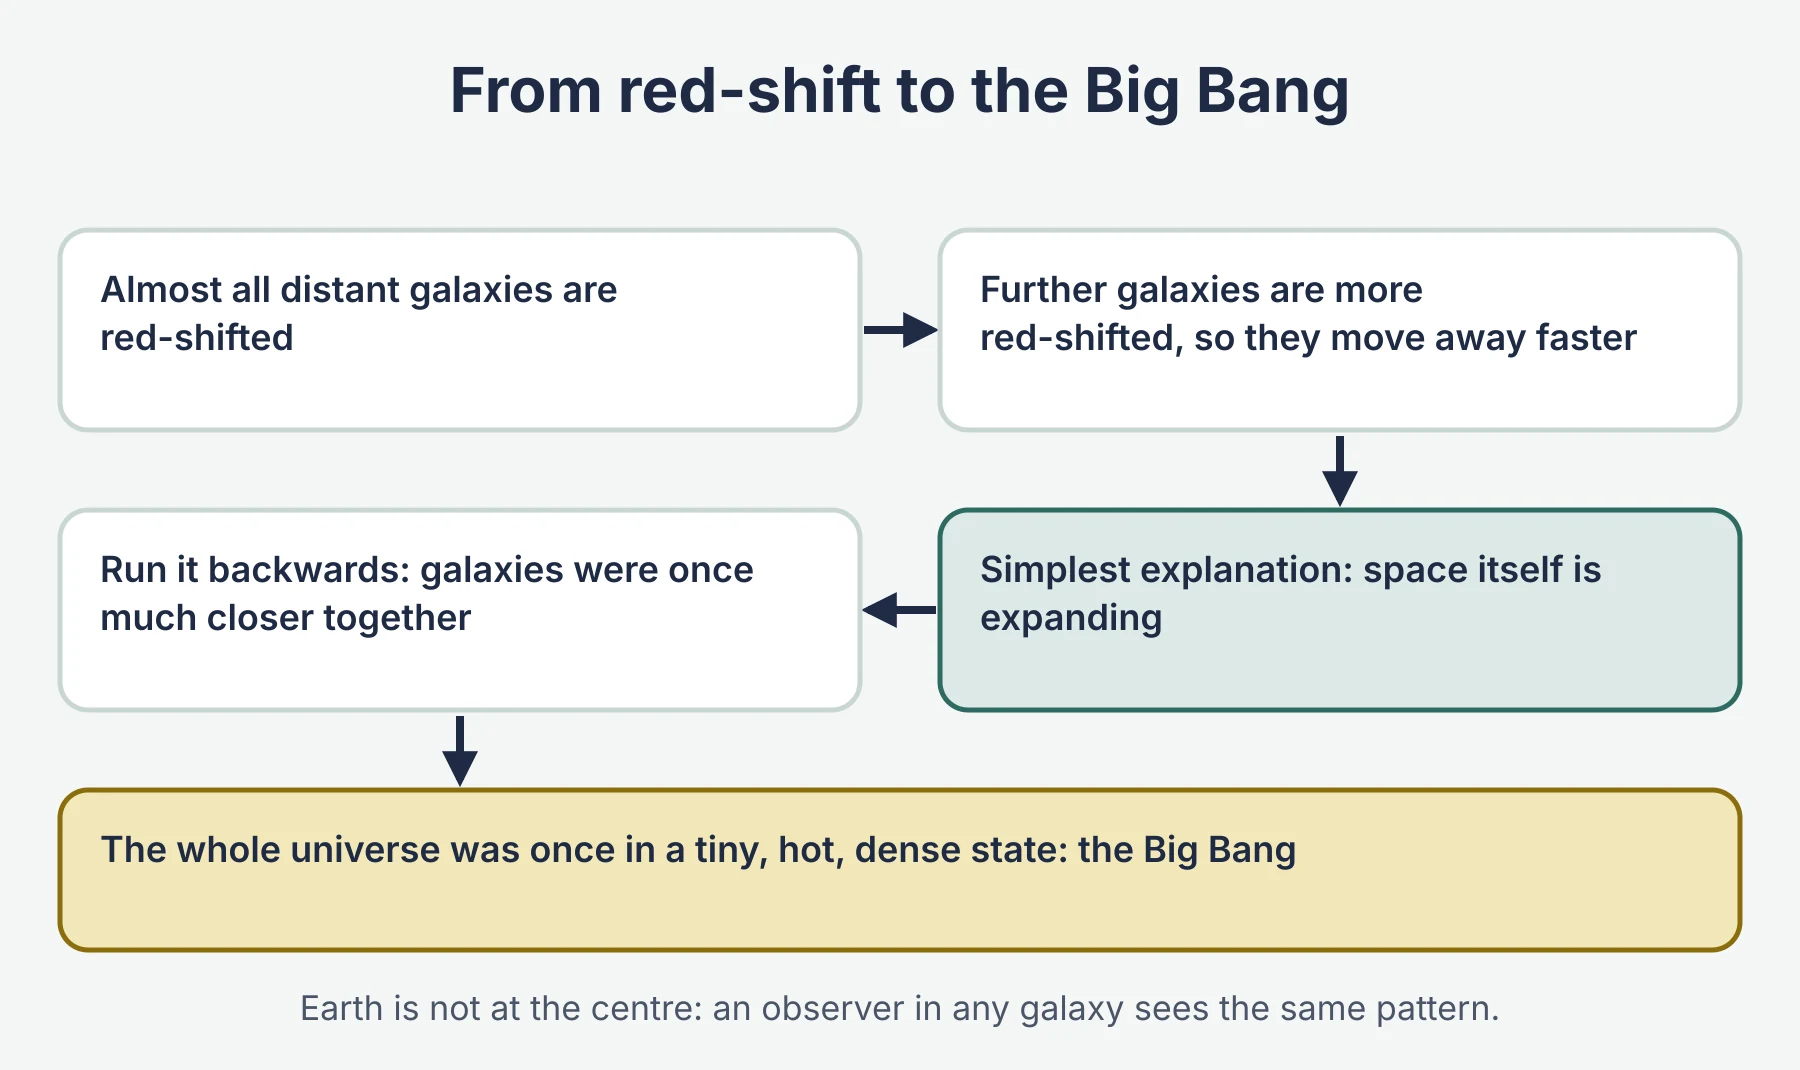 From red-shift to the Big Bang
Almost all distant galaxies are
red-shifted
Further galaxies are more
red-shifted, so they move away faster
Simplest explanation: space itself is
expanding
Run it backwards: galaxies were once
much closer together
The whole universe was once in a tiny, hot, dense state: the Big Bang
Earth is not at the centre: an observer in any galaxy sees the same pattern.